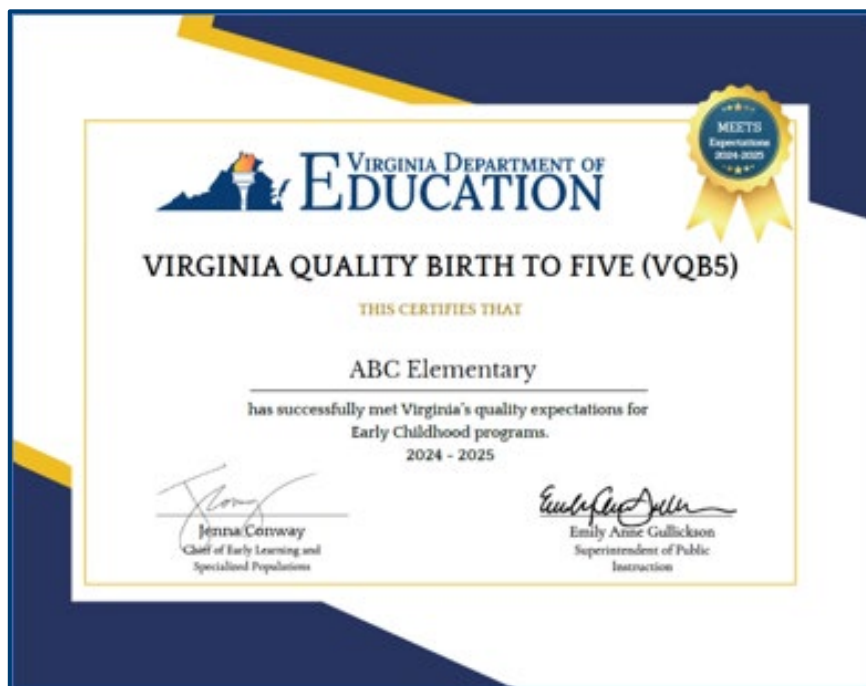 MEETS
Expectations
2024-2025
VIRGINIA DEPARTMENT OF
EDUCATION
VIRGINIA QUALITY BIRTH TO FIVE (VQB5)
THIS CERTIFIES THAT
ABC Elementary
has successfully met Virginia's quality expectations for
Early Childhood programs.
2024 - 2025
Jenna Conway
Chief of Early Learning and
Specialized Populations
Emily Anne Gullickson
Superintendent of Public
Instruction